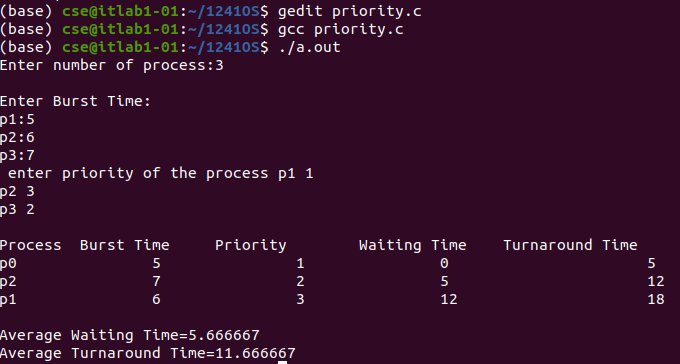 (base) cse@itlab1-01:~/1241OS$ gedit priority.c
(base) cse@itlab1-01:~/1241OS$ gcc priority.c
(base) cse@itlab1-01:~/1241OS$ ./a.out
Enter number of process:3
Enter Burst Time:
p1:5
p2:6
p3:7
enter priority of the process p1 1
p2 3
p3 2
Process Burst Time Priority Waiting Time Turnaround Time
p0 5 1 0 5
p2 7 2 5 12
p1 6 3 12 18
Average Waiting Time=5.666667
Average Turnaround Time=11.666667